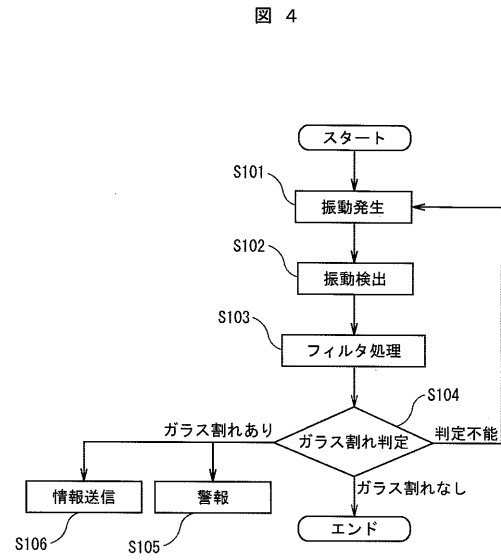 図 4
スタート
S101
振動発生
S102
振動検出
S103
フィルタ処理
S104
ガラス割れあり
ガラス割れ判定
判定不能
情報送信
警報
ガラス割れなし
S106
S105
エンド